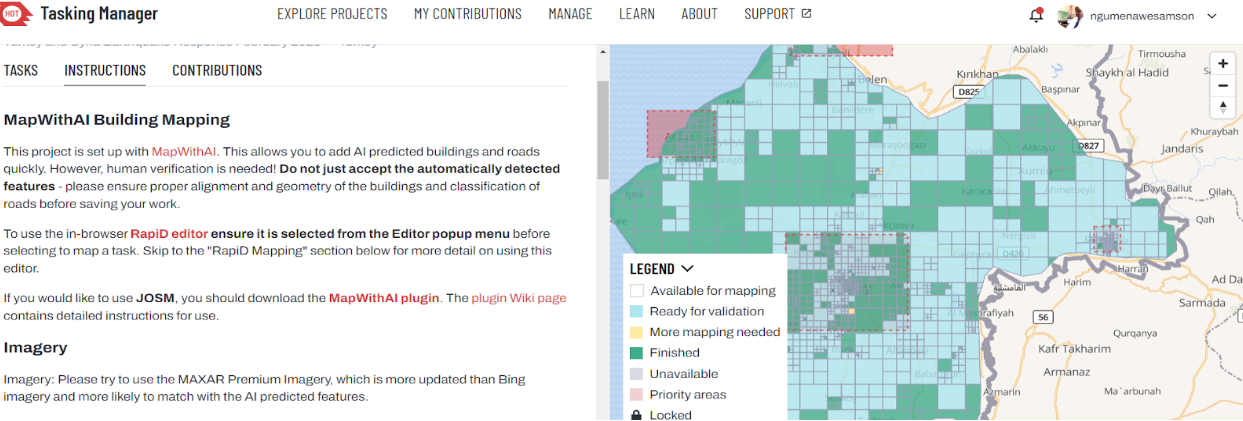 HOT
Tasking Manager
EXPLORE PROJECTS
MY CONTRIBUTIONS
MANAGE
LEARN
ABOUT
SUPPORT
ngumenawesamson
TASKS
INSTRUCTIONS
CONTRIBUTIONS
MapWithAI Building Mapping
This project is set up with MapWithAI. This allows you to add AI predicted buildings and roads
quickly. However, human verification is needed! Do not just accept the automatically detected
features - please ensure proper alignment and geometry of the buildings and classification of
roads before saving your work.
To use the in-browser RapiD editor ensure it is selected from the Editor popup menu before
selecting to map a task. Skip to the "RapiD Mapping" section below for more detail on using this
editor.
If you would like to use JOSM, you should download the MapWithAI plugin. The plugin Wiki page
contains detailed instructions for use.
Imagery
Imagery: Please try to use the MAXAR Premium Imagery, which is more updated than Bing
imagery and more likely to match with the AI predicted features.
Abalaklı
Tırmousha
Belen
Kırıkhan
Shaykh al Hadid
D825
Başpınar
Akpınar
Khuraybah
D827
Jandaris
Akkuyu
Kumlu
Karacanlık
Ahmetbeyli
Dayr Ballut
Qilah
Qah
Akçaova
D420
Harran
Harim
Ad Da
Sarmada
56
Qurqanya
Kafr Takharim
Armanaz
Ma`arbunah
Azmarin
LEGEND
Available for mapping
Ready for validation
More mapping needed
Finished
Unavailable
Priority areas
Locked
+
−